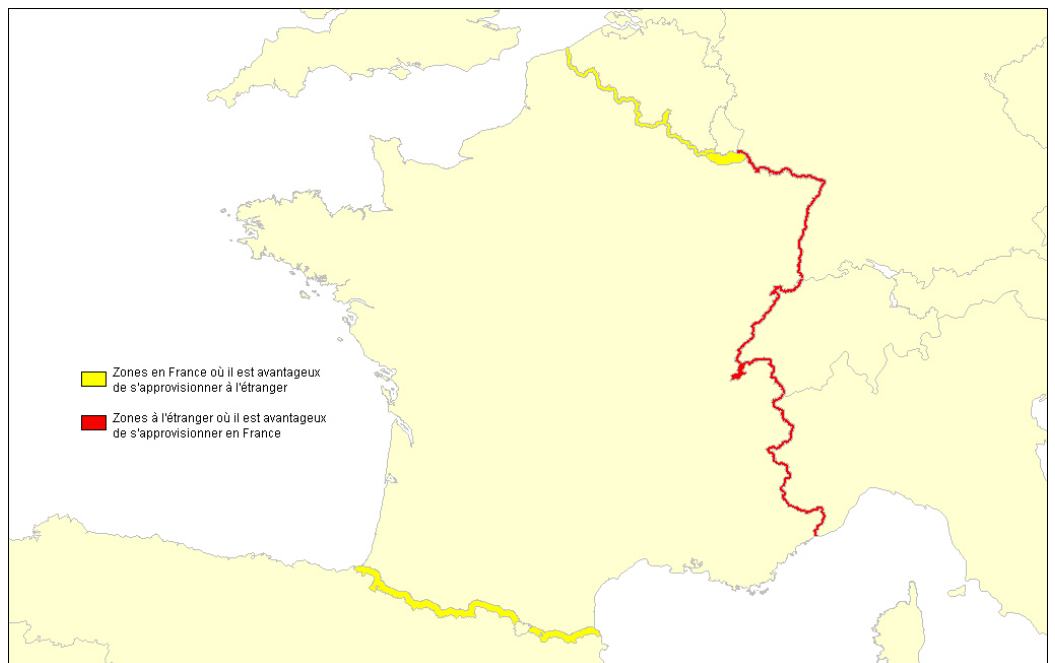 Zones en France où il est avantageux
de s'approvisionner à l'étranger
Zones à l'étranger où il est avantageux
de s'approvisionner en France